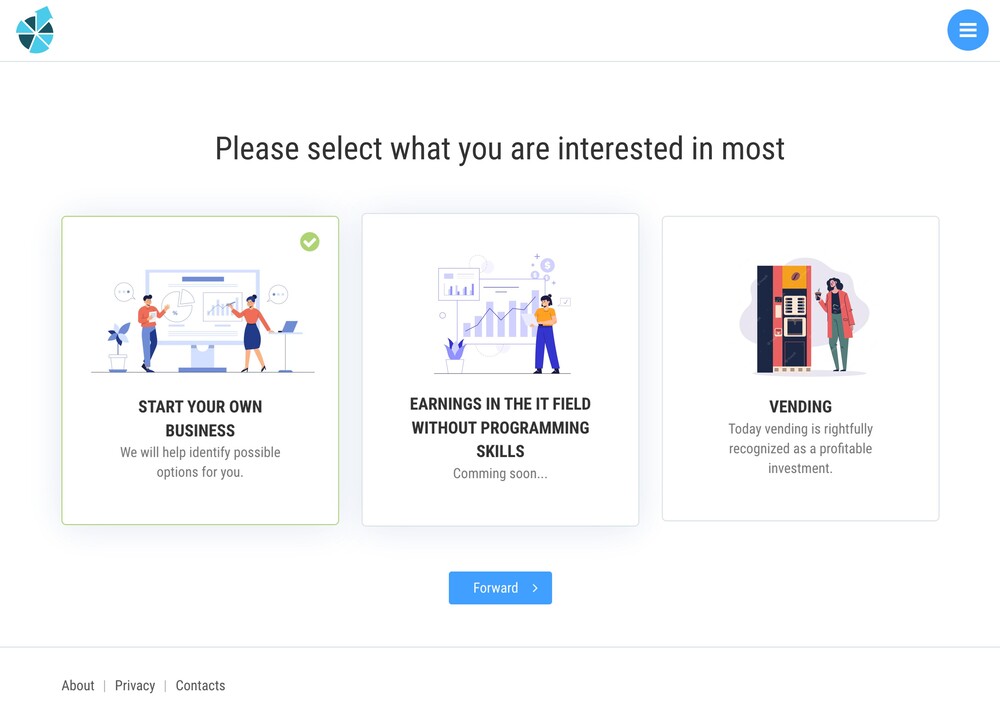 Please select what you are interested in most
START YOUR OWN
BUSINESS
We will help identify possible
options for you.
EARNINGS IN THE IT FIELD
WITHOUT PROGRAMMING
SKILLS
Comming soon...
VENDING
Today vending is rightfully
recognized as a profitable
investment.
Forward
About | Privacy | Contacts